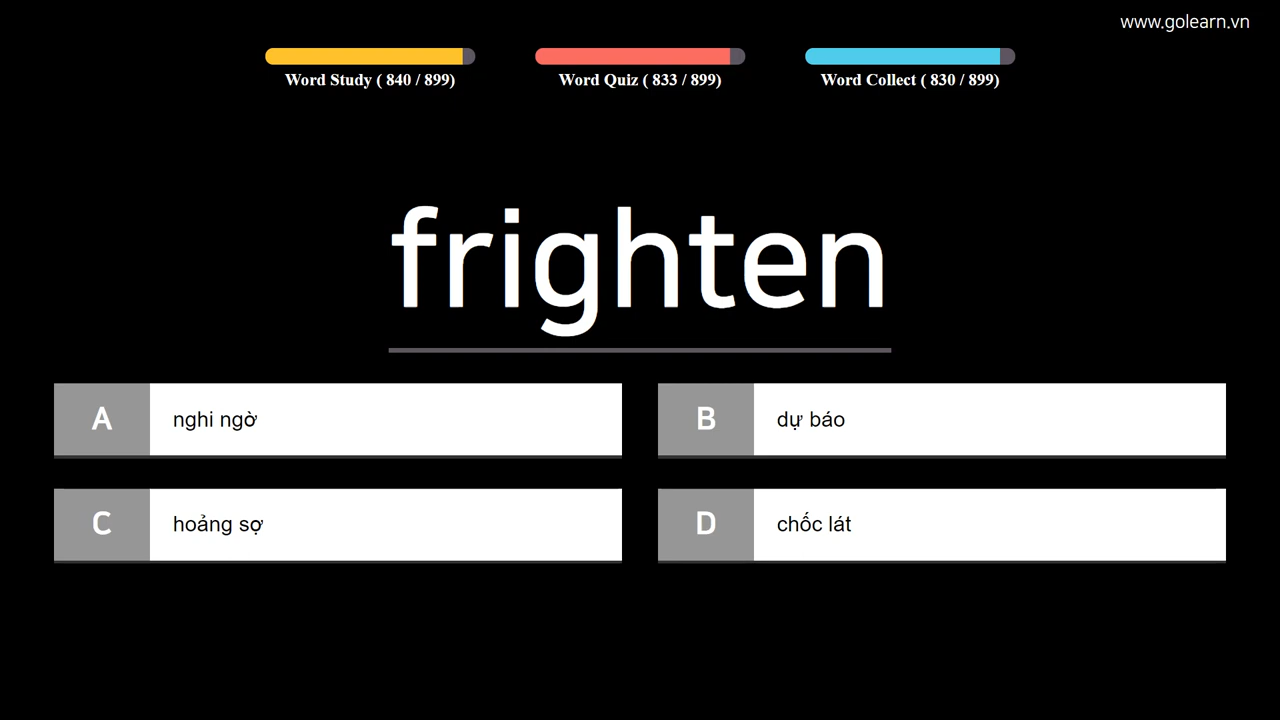 www.golearn.vn
Word Study ( 840 / 899)
Word Quiz ( 833 / 899)
Word Collect ( 830 / 899)
frighten
A nghi ngờ
B dự báo
C hoảng sợ
D chốc lát